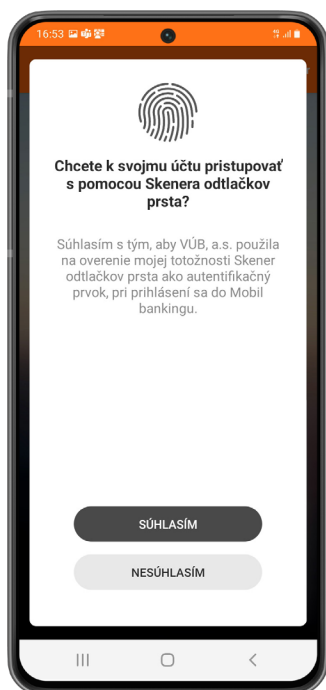 16:53
Chcete k svojmu účtu pristupovať
s pomocou Skenera odtlačkov
prsta?
Súhlasím s tým, aby VÚB, a.s. použila
na overenie mojej totožnosti Skener
odtlačkov prsta ako autentifikačný
prvok, pri prihlásení sa do Mobil
bankingu.
SÚHLASÍM
NESÚHLASÍM